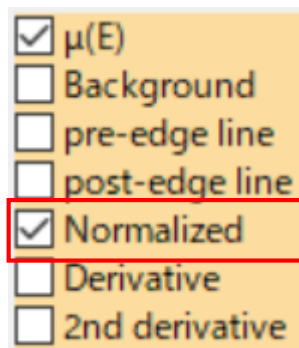 μ(E)
Background
pre-edge line
post-edge line
Normalized
Derivative
2nd derivative